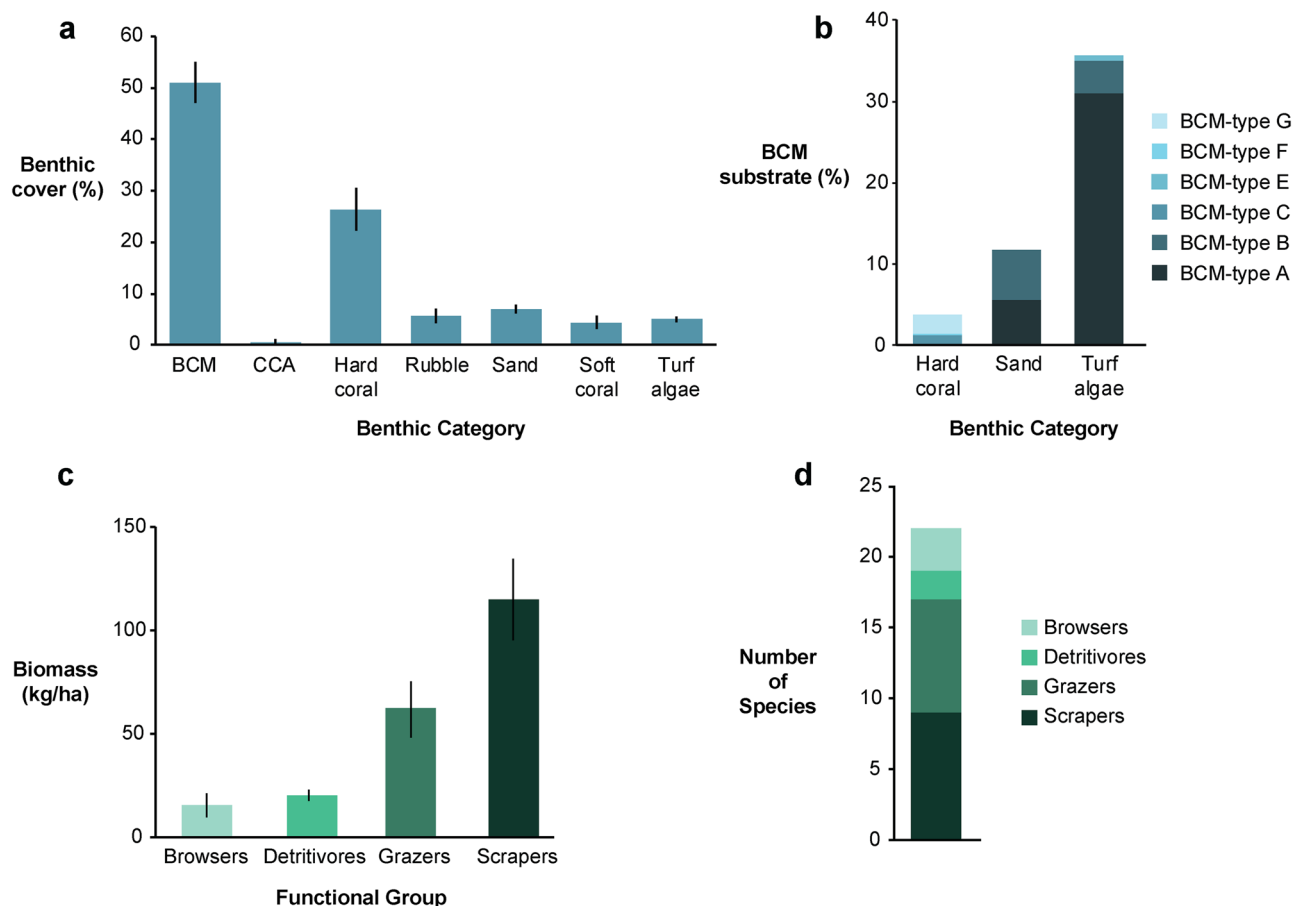 a
60
50
40
30
20
10
0
Benthic
cover (%)
BCM
CCA
Hard
coral
Rubble
Sand
Soft
coral
Turf
algae
Benthic Category
b
40
30
20
10
0
BCM
substrate (%)
Hard
coral
Sand
Turf
algae
Benthic Category
BCM-type G
BCM-type F
BCM-type E
BCM-type C
BCM-type B
BCM-type A
c
150
100
50
0
Biomass
(kg/ha)
Browsers
Detritivores
Grazers
Scrapers
Functional Group
d
25
20
15
10
5
0
Number
of
Species
Browsers
Detritivores
Grazers
Scrapers